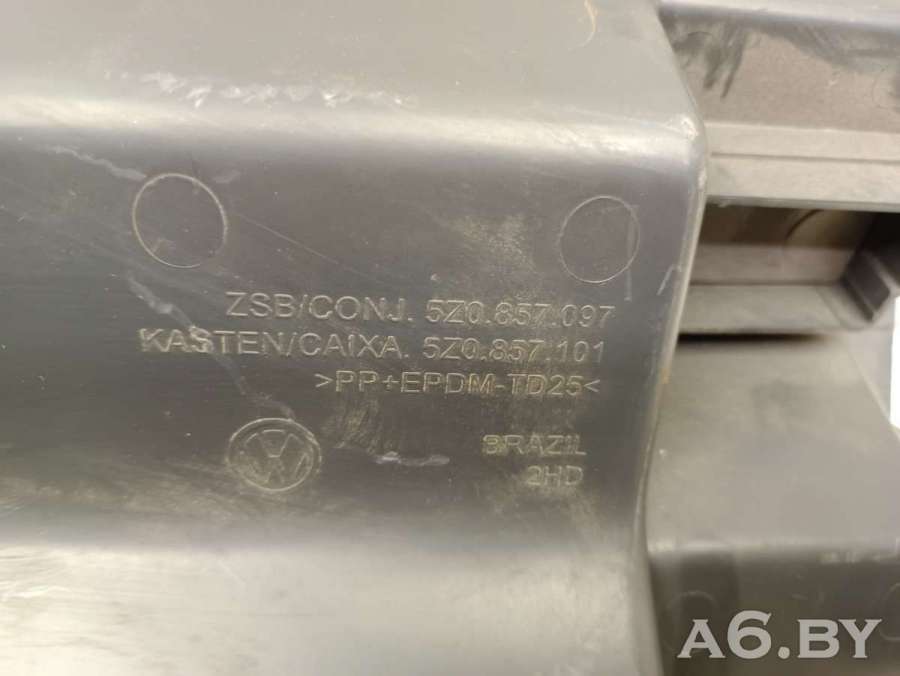 ZSB/CONJ. 5Z0.857.097
KASTEN/CAIXA. 5Z0.857.101
>PP+EPDM-TD25<
BRAZIL
2HD
A6.BY